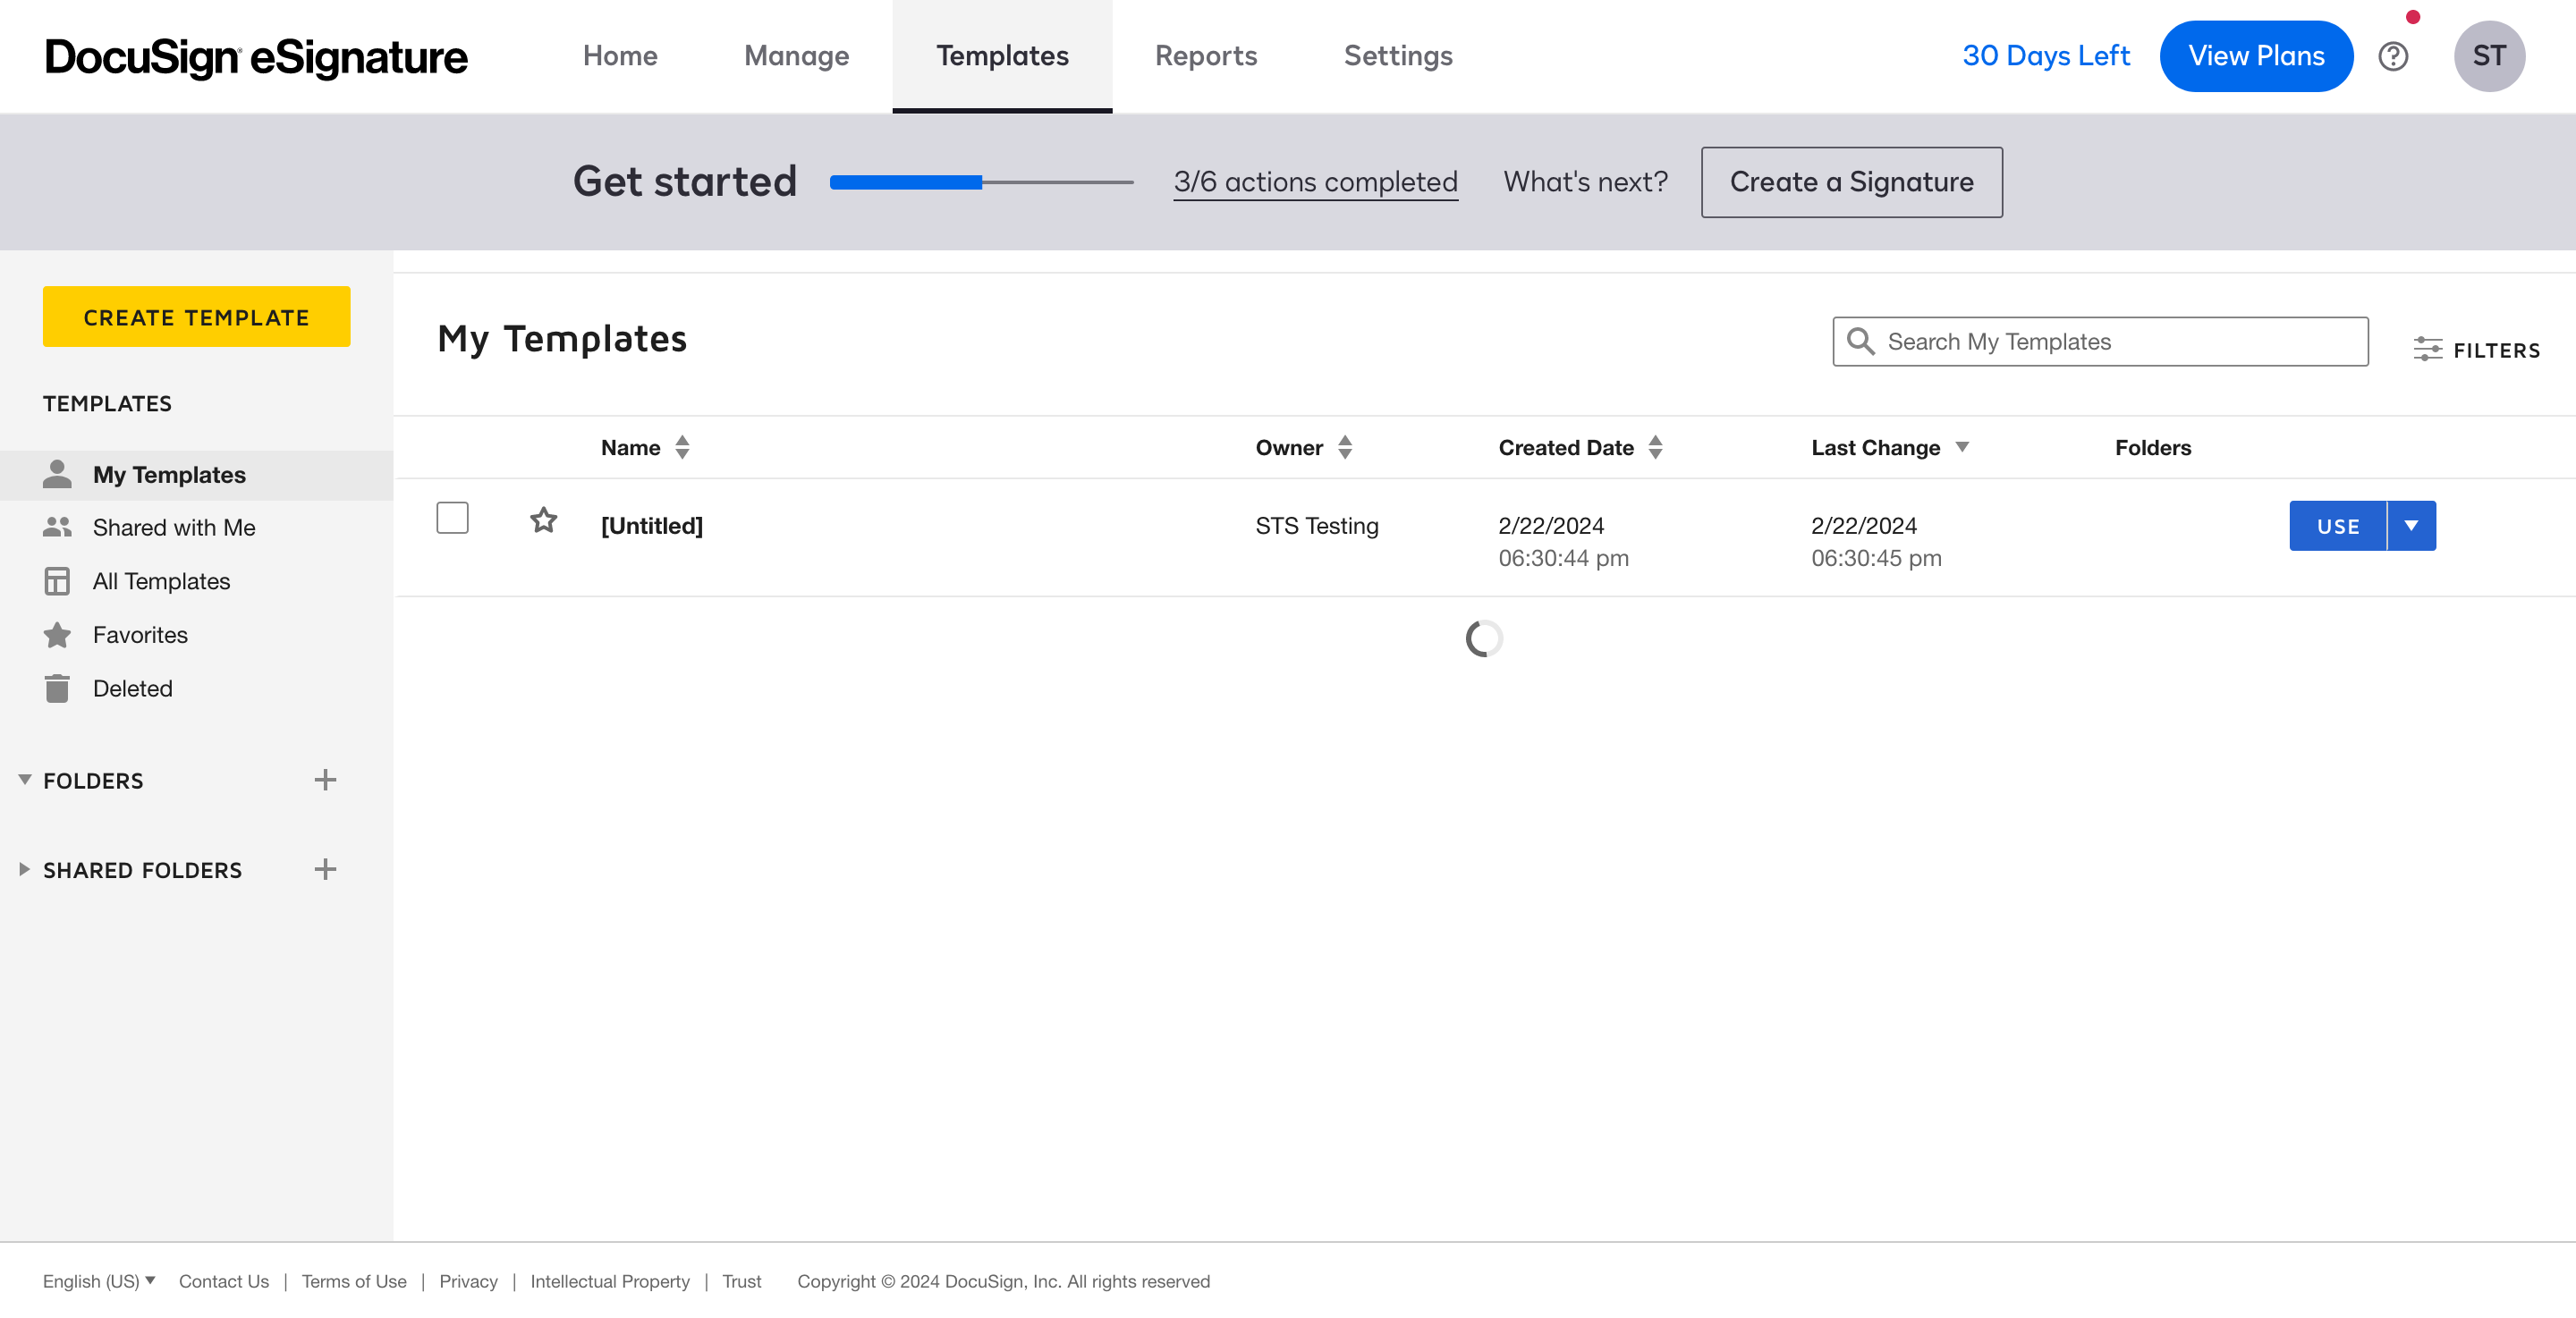 DocuSign eSignature
Home
Manage
Templates
Reports
Settings
30 Days Left
View Plans
ST
Get started
3/6 actions completed
What's next?
Create a Signature
CREATE TEMPLATE
TEMPLATES
My Templates
Shared with Me
All Templates
Favorites
Deleted
FOLDERS
SHARED FOLDERS
My Templates
Search My Templates
FILTERS
Name
Owner
Created Date
Last Change
Folders
[Untitled]
STS Testing
2/22/2024
06:30:44 pm
2/22/2024
06:30:45 pm
USE
English (US)
Contact Us | Terms of Use | Privacy | Intellectual Property | Trust
Copyright © 2024 DocuSign, Inc. All rights reserved